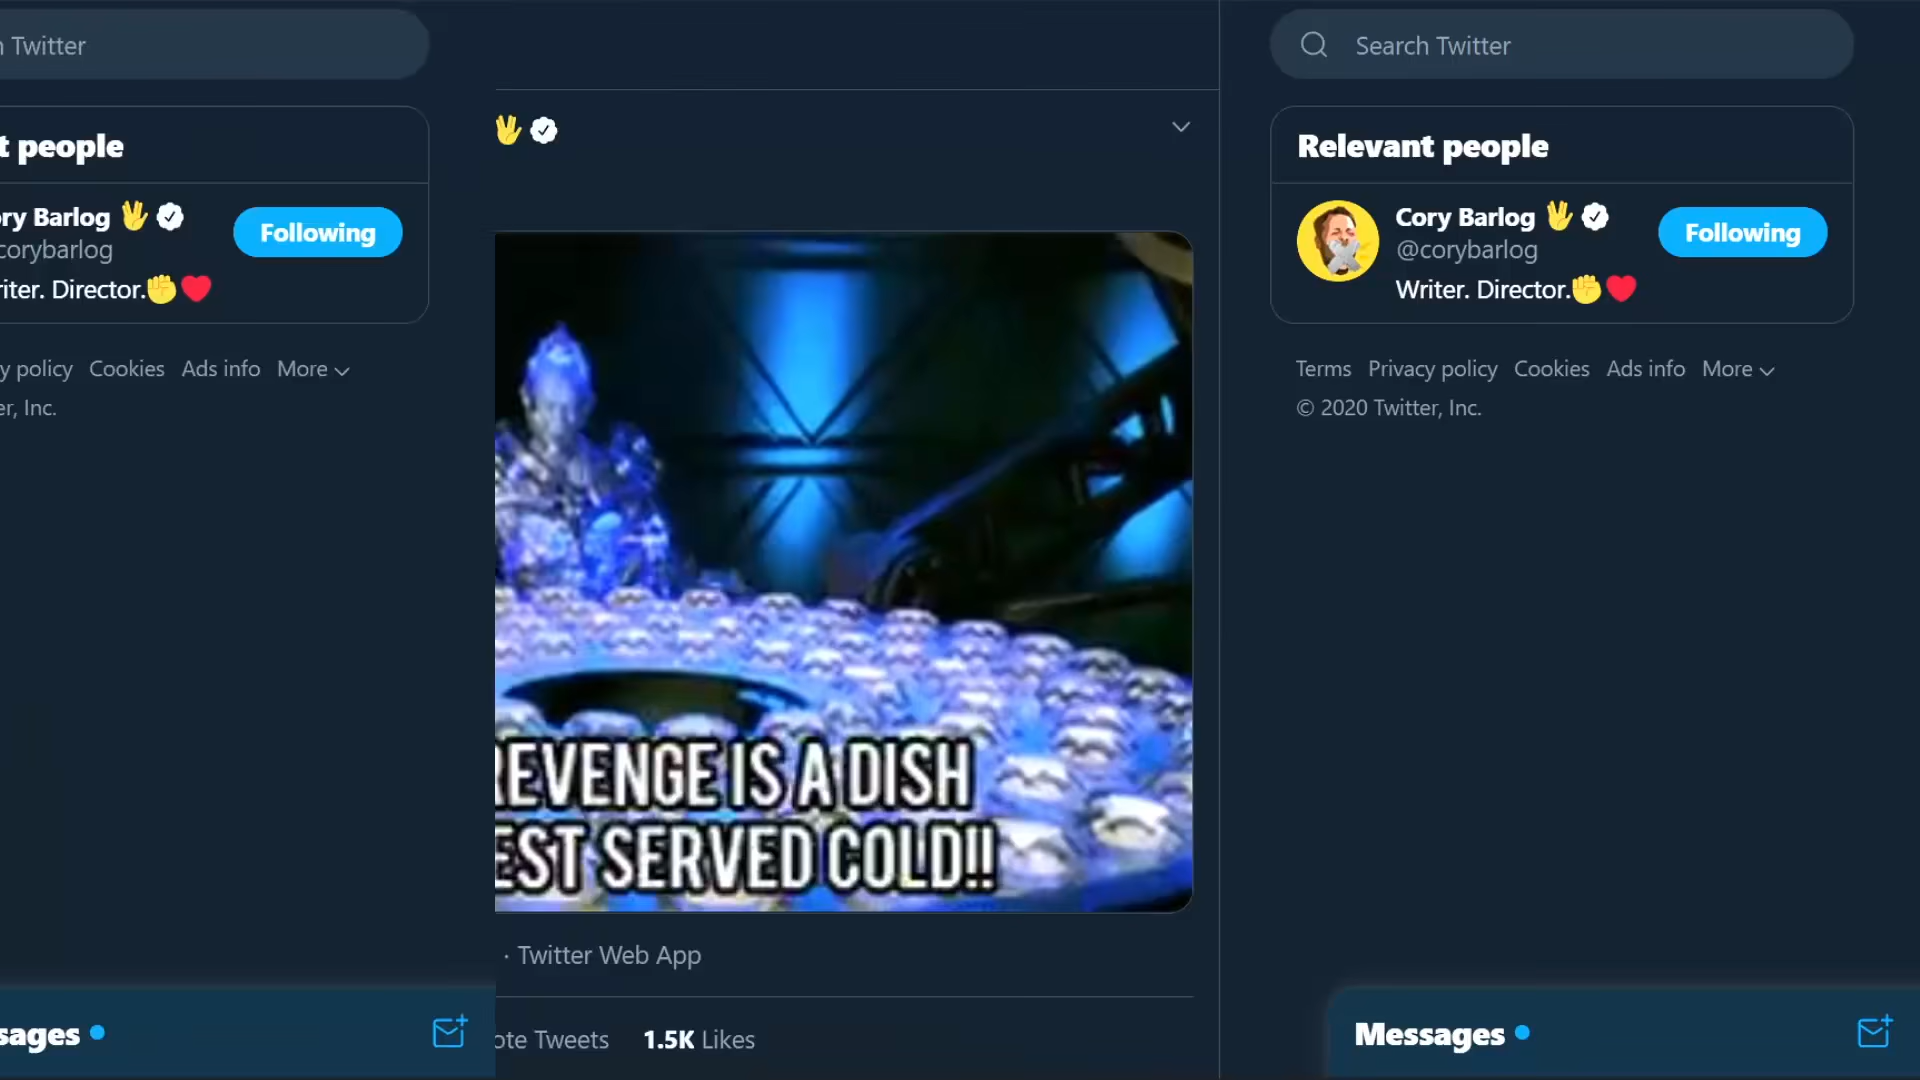 Twitter
t people
ry Barlog
corybarlog
Following
iter. Director.
y policy Cookies Ads info More
er, Inc.
sages
REVENGE IS A DISH
EST SERVED COLD!!
· Twitter Web App
ote Tweets 1.5K Likes
Search Twitter
Relevant people
Cory Barlog
@corybarlog
Following
Writer. Director.
Terms Privacy policy Cookies Ads info More
© 2020 Twitter, Inc.
Messages